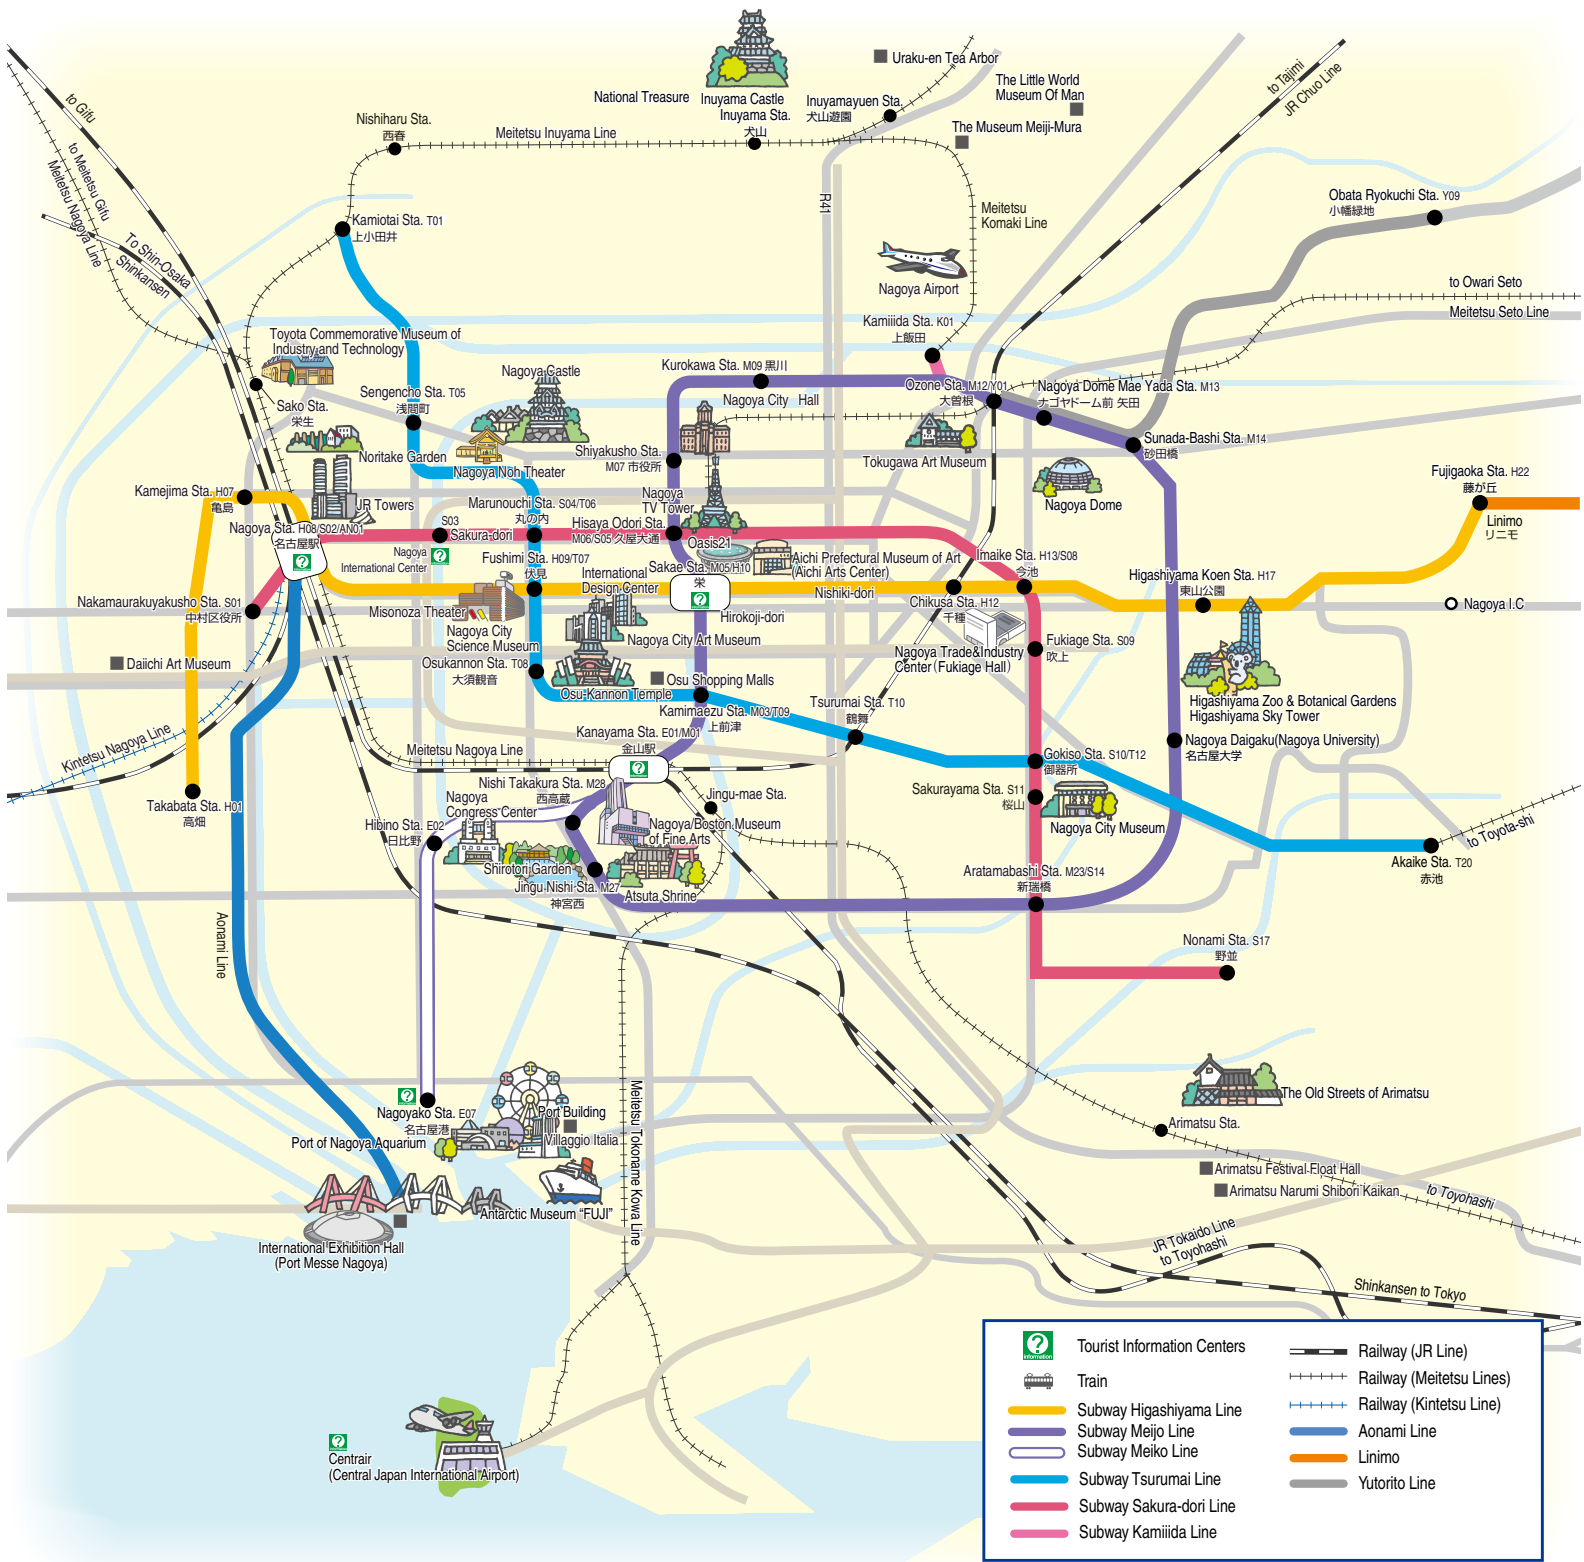 to Gifu
to Meitetsu Gifu
Meitetsu Nagoya Line
To Shin-Osaka
Shinkansen
Nishiharu Sta.
西春
Meitetsu Inuyama Line
National Treasure
Inuyama Castle
Inuyama Sta.
犬山
Inuyamayuen Sta.
犬山遊園
Uraku-en Tea Arbor
The Little World
Museum Of Man
The Museum Meiji-Mura
to Tajimi
JR Chuo Line
R41
Meitetsu
Komaki Line
Obata Ryokuchi Sta. Y09
小幡緑地
Kamiotai Sta. T01
上小田井
Nagoya Airport
to Owari Seto
Meitetsu Seto Line
Kamiiida Sta. K01
上飯田
Toyota Commemorative Museum of
Industry and Technology
Sako Sta.
栄生
Sengencho Sta. T05
浅間町
Nagoya Castle
Kurokawa Sta. M09 黒川
Nagoya City Hall
Ozone Sta. M12/Y01
大曽根
Nagoya Dome Mae Yada Sta. M13
ナゴヤドーム前 矢田
Sunada-Bashi Sta. M14
砂田橋
Noritake Garden
Nagoya Noh Theater
Shiyakusho Sta.
M07 市役所
Tokugawa Art Museum
Nagoya Dome
Fujigaoka Sta. H22
藤が丘
Linimo
リニモ
Kamejima Sta. H07
亀島
JR Towers
Nagoya Sta. H08/S02/AN01
名古屋駅
S03
Sakura-dori
Nagoya
International Center
Marunouchi Sta. S04/T06
丸の内
Nagoya
TV Tower
Hisaya Odori Sta.
M06/S05 久屋大通
Oasis21
Fushimi Sta. H09/T07
伏見
International
Design Center
Sakae Sta. M05/H10
栄
Aichi Prefectural Museum of Art
(Aichi Arts Center)
Nishiki-dori
Imaike Sta. H13/S08
今池
Chikusa Sta. H12
千種
Higashiyama Koen Sta. H17
東山公園
Nagoya I.C
Nakamaurakuyakusho Sta. S01
中村区役所
Misonoza Theater
Hirokoji-dori
Nagoya City
Science Museum
Nagoya City Art Museum
Nagoya Trade&Industry
Center (Fukiage Hall)
Fukiage Sta. S09
吹上
Daiichi Art Museum
Osukannon Sta. T08
大須観音
Osu-Kannon Temple
Osu Shopping Malls
Kamimaezu Sta. M03/T09
上前津
Tsurumai Sta. T10
鶴舞
Higashiyama Zoo & Botanical Gardens
Higashiyama Sky Tower
Kintetsu Nagoya Line
Meitetsu Nagoya Line
Kanayama Sta. E01/M01
金山駅
Gokiso Sta. S10/T12
御器所
Nagoya Daigaku(Nagoya University)
名古屋大学
Takabata Sta. H01
高畑
Nishi Takakura Sta. M28
西高蔵
Nagoya
Congress Center
Jingu-mae Sta.
Sakurayama Sta. S11
桜山
Nagoya City Museum
Hibino Sta. E02
日比野
Nagoya/Boston Museum
of Fine Arts
to Toyota-shi
Akaike Sta. T20
赤池
Shirotori Garden
Jingu Nishi Sta. M27
神宮西
Atsuta Shrine
Aratamabashi Sta. M23/S14
新瑞橋
Aonami Line
Nonami Sta. S17
野並
Meitetsu Tokoname Kowa Line
Nagoyako Sta. E07
名古屋港
Port Building
Villaggio Italia
Port of Nagoya Aquarium
The Old Streets of Arimatsu
Arimatsu Sta.
Arimatsu Festival Float Hall
Arimatsu Narumi Shibori Kaikan
to Toyohashi
Antarctic Museum “FUJI”
International Exhibition Hall
(Port Messe Nagoya)
JR Tokaido Line
to Toyohashi
Shinkansen to Tokyo
Centrair
(Central Japan International Airport)
Tourist Information Centers
Train
Subway Higashiyama Line
Subway Meijo Line
Subway Meiko Line
Subway Tsurumai Line
Subway Sakura-dori Line
Subway Kamiiida Line
Railway (JR Line)
Railway (Meitetsu Lines)
Railway (Kintetsu Line)
Aonami Line
Linimo
Yutorito Line